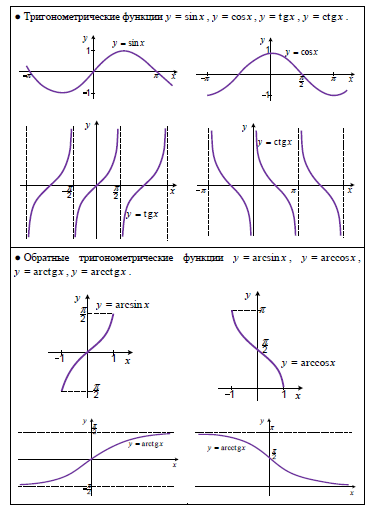 ● Тригонометрические функции y = sin x , y = cos x , y = tg x , y = ctg x .
y
1
y = sin x
−π
π
x
−1
y
1
y = cos x
−π
π/2
x
−1
y
−π/2
π/2
x
y = tg x
y
y = ctg x
−π
π
x
● Обратные тригонометрические функции y = arcsin x , y = arccos x ,
y = arctg x , y = arcctg x .
y
π/2
y = arcsin x
−1
1
x
−π/2
y
π
π/2
y = arccos x
−1
1
x
y
π/2
y = arctg x
x
−π/2
y
π
y = arcctg x
π/2
x